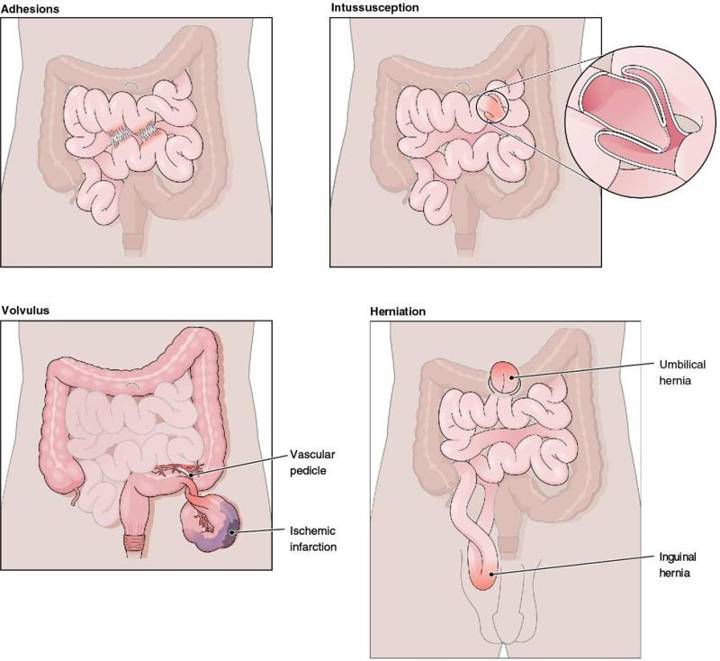 Adhesions
Intussusception
Volvulus
Herniation
Umbilical
hernia
Vascular
pedicle
Ischemic
infarction
Inguinal
hernia